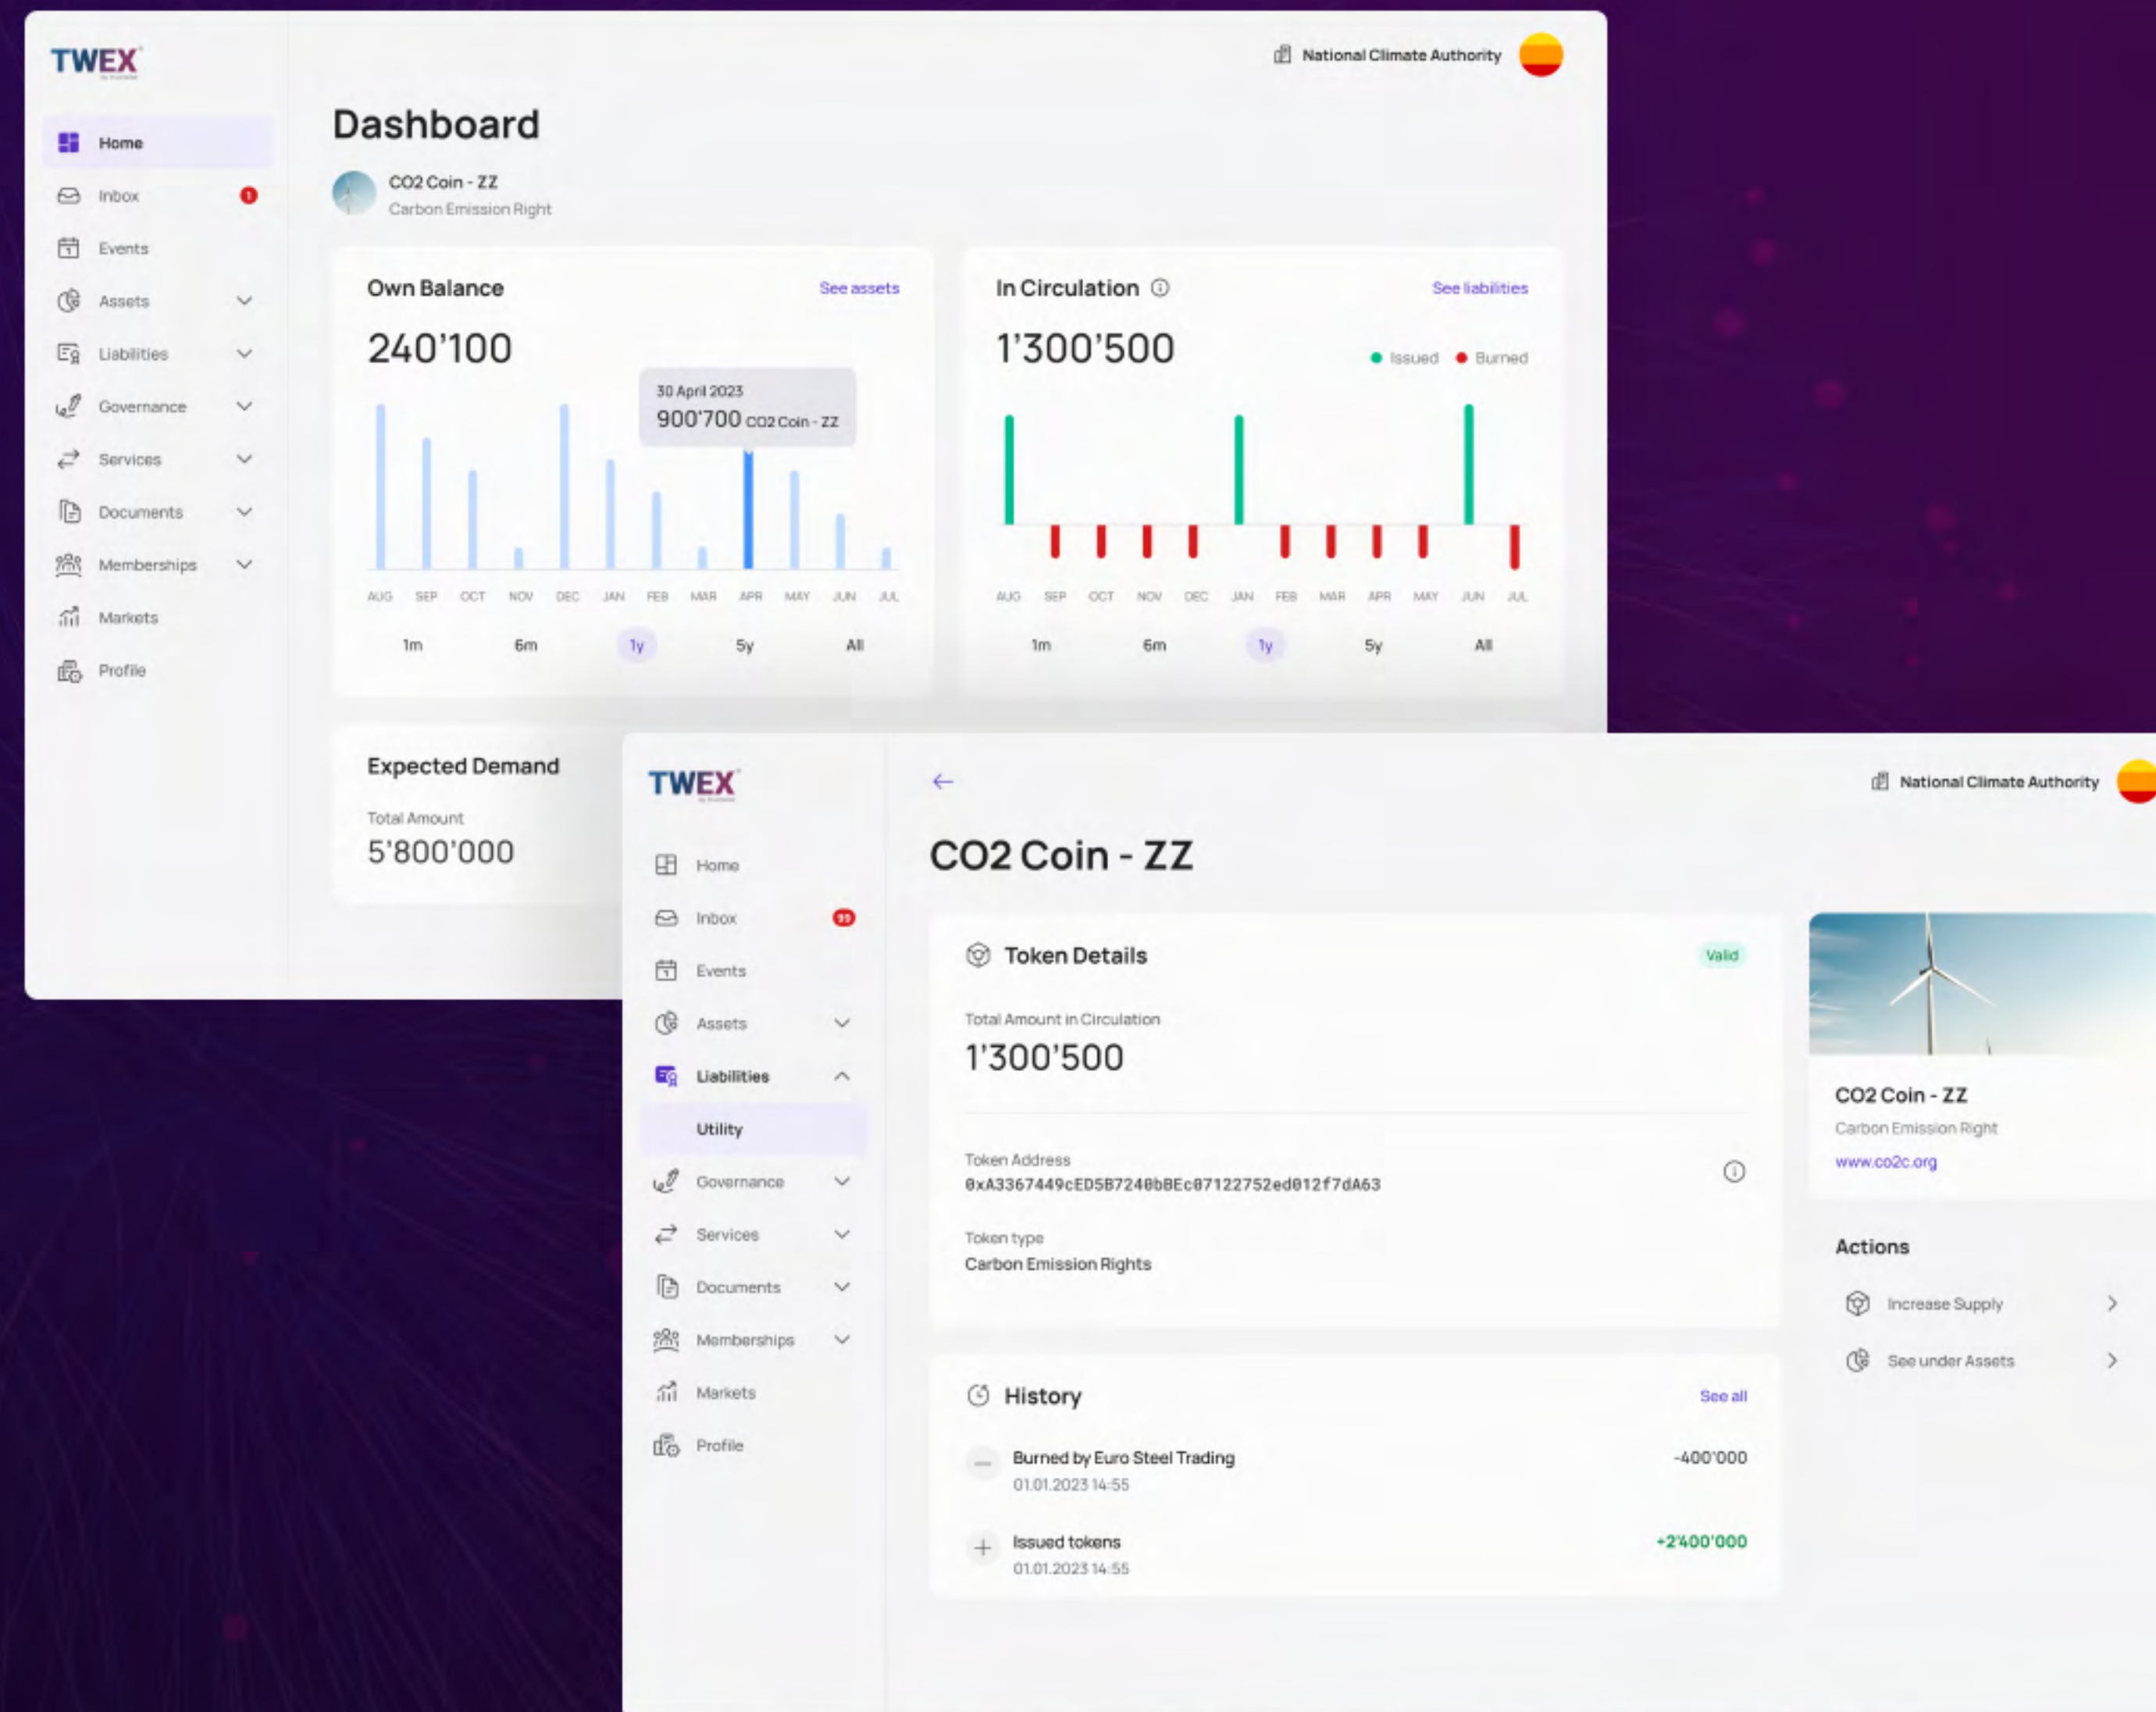 TWEX
National Climate Authority
Home
Inbox
1
Events
Assets
Liabilities
Governance
Services
Documents
Memberships
Markets
Profile
Dashboard
CO2 Coin - ZZ
Carbon Emission Right
Own Balance
See assets
240'100
30 April 2023
900'700 CO2 Coin - ZZ
AUG SEP OCT NOV DEC JAN FEB MAR APR MAY JUN JUL
1m 6m 1y 5y All
In Circulation
See liabilities
1'300'500
Issued Burned
AUG SEP OCT NOV DEC JAN FEB MAR APR MAY JUN JUL
1m 6m 1y 5y All
Expected Demand
Total Amount
5'800'000
TWEX
National Climate Authority
Home
Inbox
99
Events
Assets
Liabilities
Utility
Governance
Services
Documents
Memberships
Markets
Profile
CO2 Coin - ZZ
Token Details
Valid
Total Amount in Circulation
1'300'500
Token Address
0xA3367449cED5B7240bBEc07122752ed012f7dA63
Token type
Carbon Emission Rights
History
See all
Burned by Euro Steel Trading
-400'000
01.01.2023 14:55
Issued tokens
+2'400'000
01.01.2023 14:55
CO2 Coin - ZZ
Carbon Emission Right
www.co2c.org
Actions
Increase Supply
See under Assets